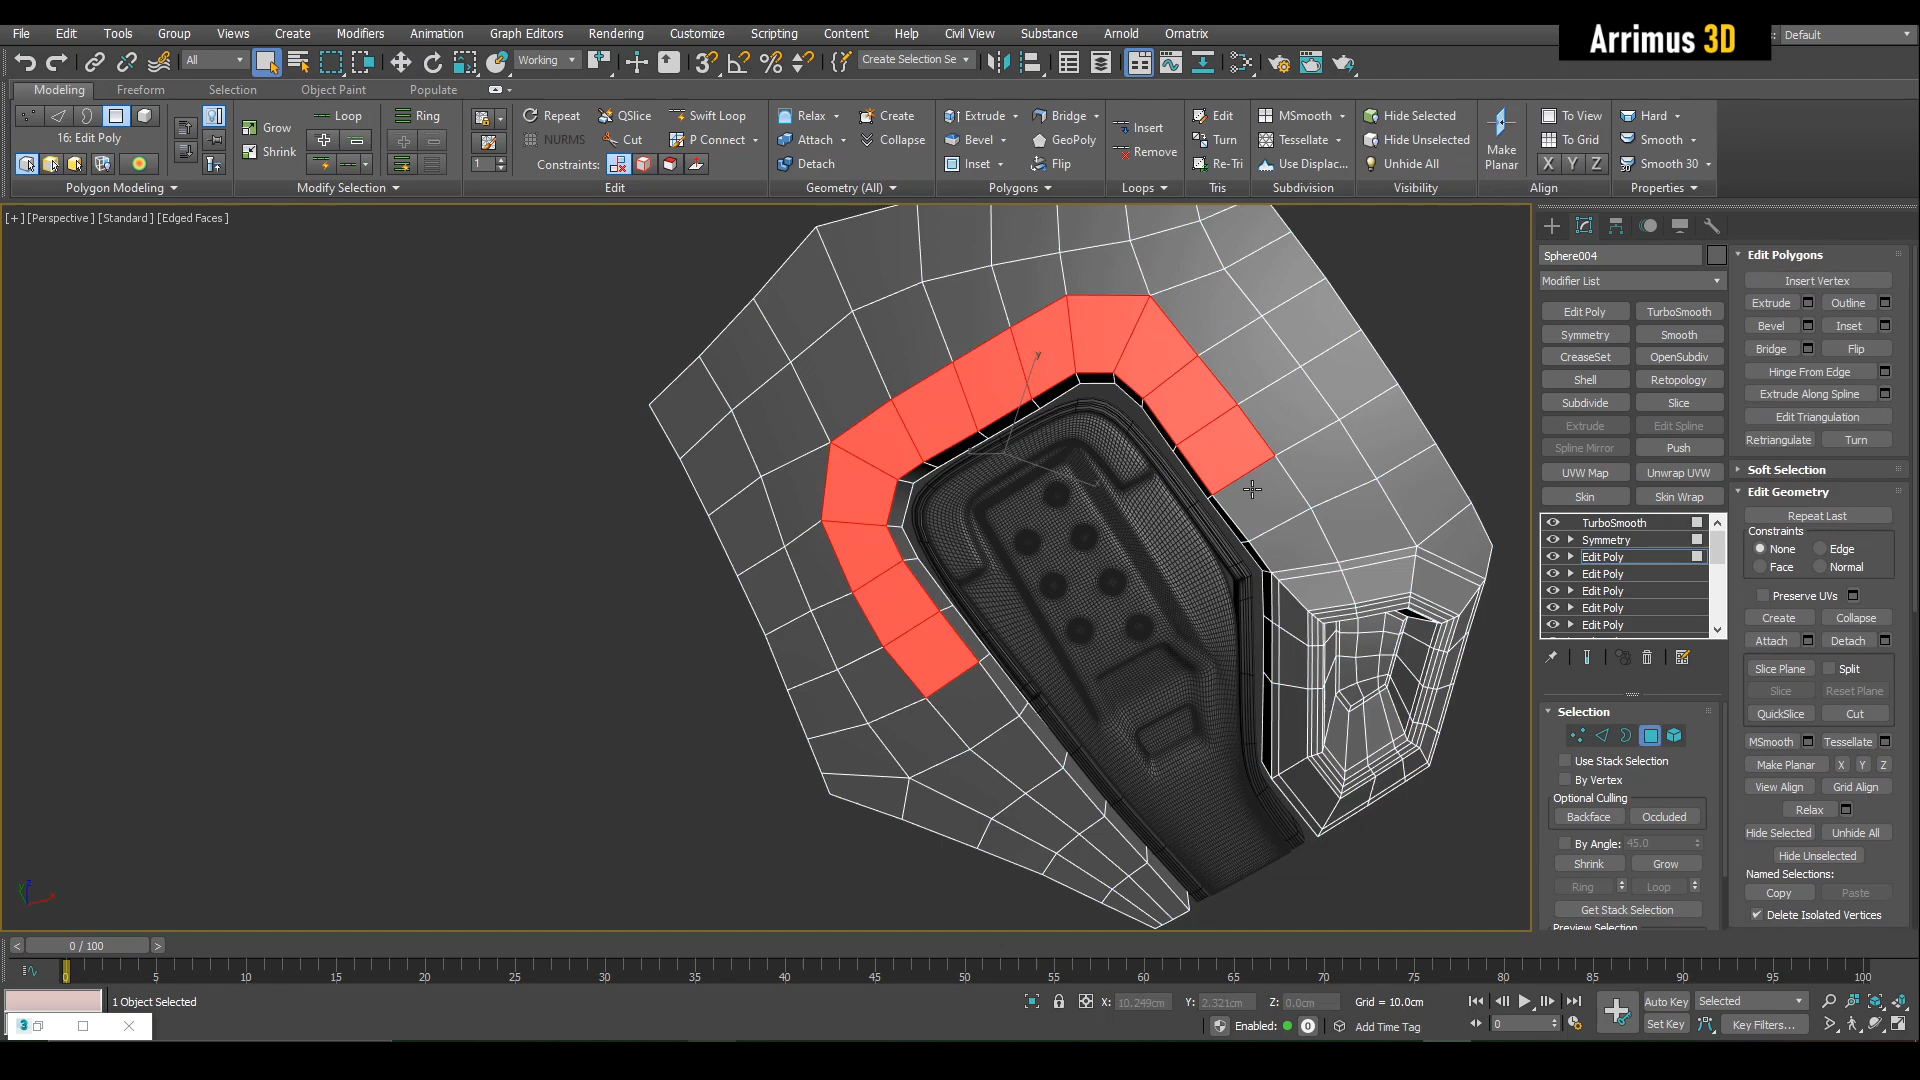 File Edit Tools Group Views Create Modifiers Animation Graph Editors Rendering Customize Scripting Content Help Civil View Substance Arnold Ornatrix
Arrimus 3D
: Default
All
Working
Create Selection Se
Modeling Freeform Selection Object Paint Populate
16: Edit Poly
Polygon Modeling
Grow
Shrink
Loop
Ring
Modify Selection
Repeat QSlice Swift Loop
NURMS Cut P Connect
1 Constraints:
Edit
Relax Create
Attach Collapse
Detach
Geometry (All)
Extrude Bridge
Bevel GeoPoly
Inset Flip
Polygons
Insert
Remove
Loops
Edit
Turn
Re-Tri
Tris
MSmooth
Tessellate
Use Displac...
Subdivision
Hide Selected
Hide Unselected
Unhide All
Visibility
Make
Planar
To View
To Grid
X Y Z
Align
Hard
Smooth
Smooth 30
Properties
[+] [Perspective] [Standard] [Edged Faces]
y
Sphere004
Modifier List
Edit Poly TurboSmooth
Symmetry Smooth
CreaseSet OpenSubdiv
Shell Retopology
Subdivide Slice
Extrude Edit Spline
Spline Mirror Push
UVW Map Unwrap UVW
Skin Skin Wrap
TurboSmooth
Symmetry
Edit Poly
Edit Poly
Edit Poly
Edit Poly
Edit Poly
Selection
Use Stack Selection
By Vertex
Optional Culling
Backface Occluded
By Angle: 45.0
Shrink Grow
Ring Loop
Get Stack Selection
Preview Selection
Edit Polygons
Insert Vertex
Extrude Outline
Bevel Inset
Bridge Flip
Hinge From Edge
Extrude Along Spline
Edit Triangulation
Retriangulate Turn
Soft Selection
Edit Geometry
Repeat Last
Constraints
None Edge
Face Normal
Preserve UVs
Create Collapse
Attach Detach
Slice Plane Split
Slice Reset Plane
QuickSlice Cut
MSmooth Tessellate
Make Planar X Y Z
View Align Grid Align
Relax
Hide Selected Unhide All
Hide Unselected
Named Selections:
Copy Paste
Delete Isolated Vertices
< 0 / 100 >
0 5 10 15 20 25 30 35 40 45 50 55 60 65 70 75 80 85 90 95 100
1 Object Selected
X: 10.249cm Y: 2.321cm Z: 0.0cm Grid = 10.0cm
Enabled: 0 Add Time Tag
0
Auto Key Selected
Set Key Key Filters...
3